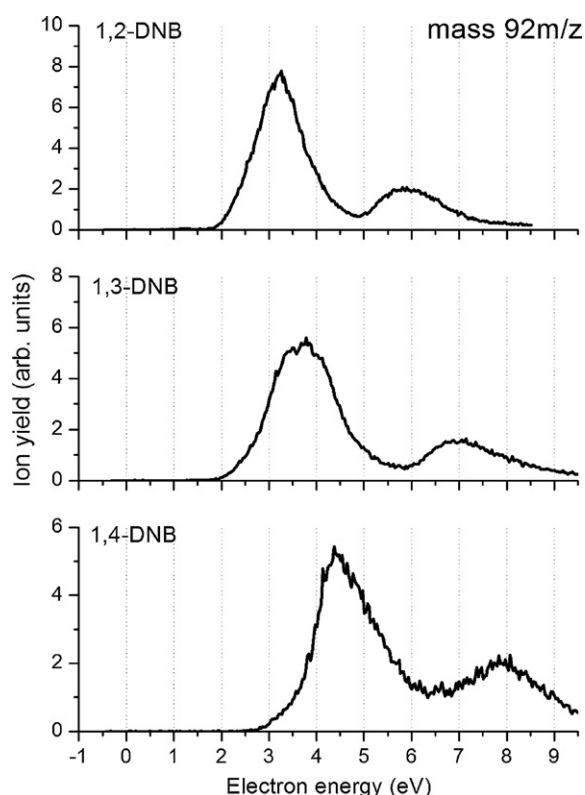 1,2-DNB
mass 92m/z
10
8
6
4
2
0
1,3-DNB
8
6
4
2
0
1,4-DNB
6
4
2
0
Ion yield (arb. units)
-1 0 1 2 3 4 5 6 7 8 9
Electron energy (eV)